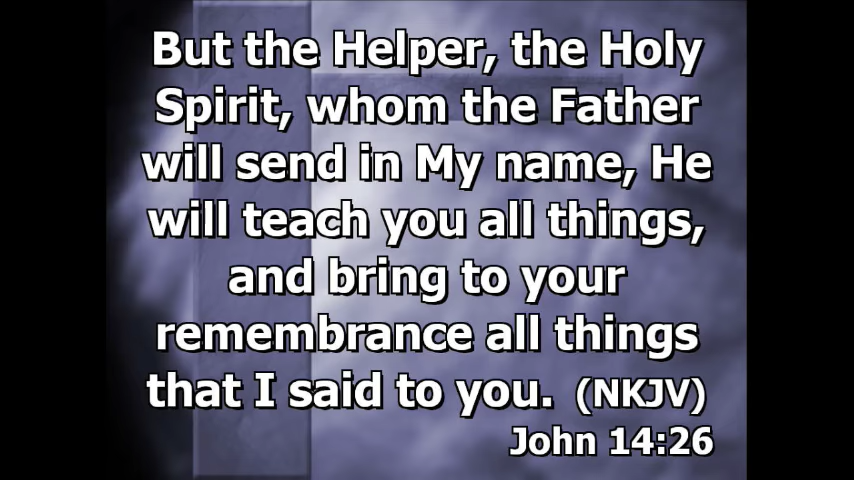 But the Helper, the Holy
Spirit, whom the Father
will send in My name, He
will teach you all things,
and bring to your
remembrance all things
that I said to you. (NKJV)
John 14:26